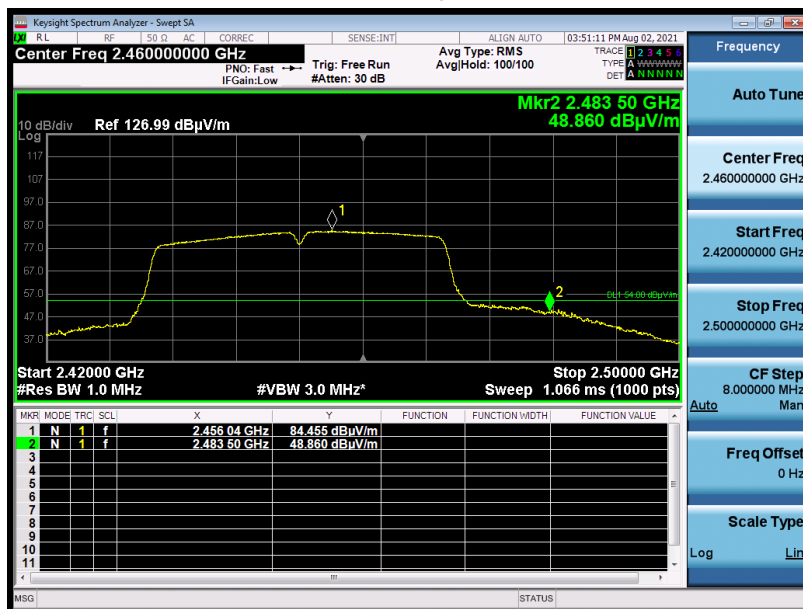 Keysight Spectrum Analyzer - Swept SA
LXI RL RF 50 Ω AC CORREC SENSE:INT ALIGN AUTO 03:51:11 PM Aug 02, 2021
Center Freq 2.460000000 GHz
PNO: Fast
IFGain:Low
Trig: Free Run
#Atten: 30 dB
Avg Type: RMS
Avg|Hold: 100/100
TRACE 1 2 3 4 5 6
TYPE A WWWWW
DET A N N N N N
Mkr2 2.483 50 GHz
48.860 dBµV/m
10 dB/div Ref 126.99 dBµV/m
Log
117
107
97.0
87.0
77.0
67.0
57.0
47.0
37.0
1
2
DL1 54.00 dBµV/m
Start 2.42000 GHz Stop 2.50000 GHz
#Res BW 1.0 MHz #VBW 3.0 MHz* Sweep 1.066 ms (1000 pts)
MKR MODE TRC SCL X Y FUNCTION FUNCTION WIDTH FUNCTION VALUE
1 N 1 f 2.456 04 GHz 84.455 dBµV/m
2 N 1 f 2.483 50 GHz 48.860 dBµV/m
3
4
5
6
7
8
9
10
11
MSG STATUS
Frequency
Auto Tune
Center Freq
2.460000000 GHz
Start Freq
2.420000000 GHz
Stop Freq
2.500000000 GHz
CF Step
8.000000 MHz
Auto Man
Freq Offset
0 Hz
Scale Type
Log Lin